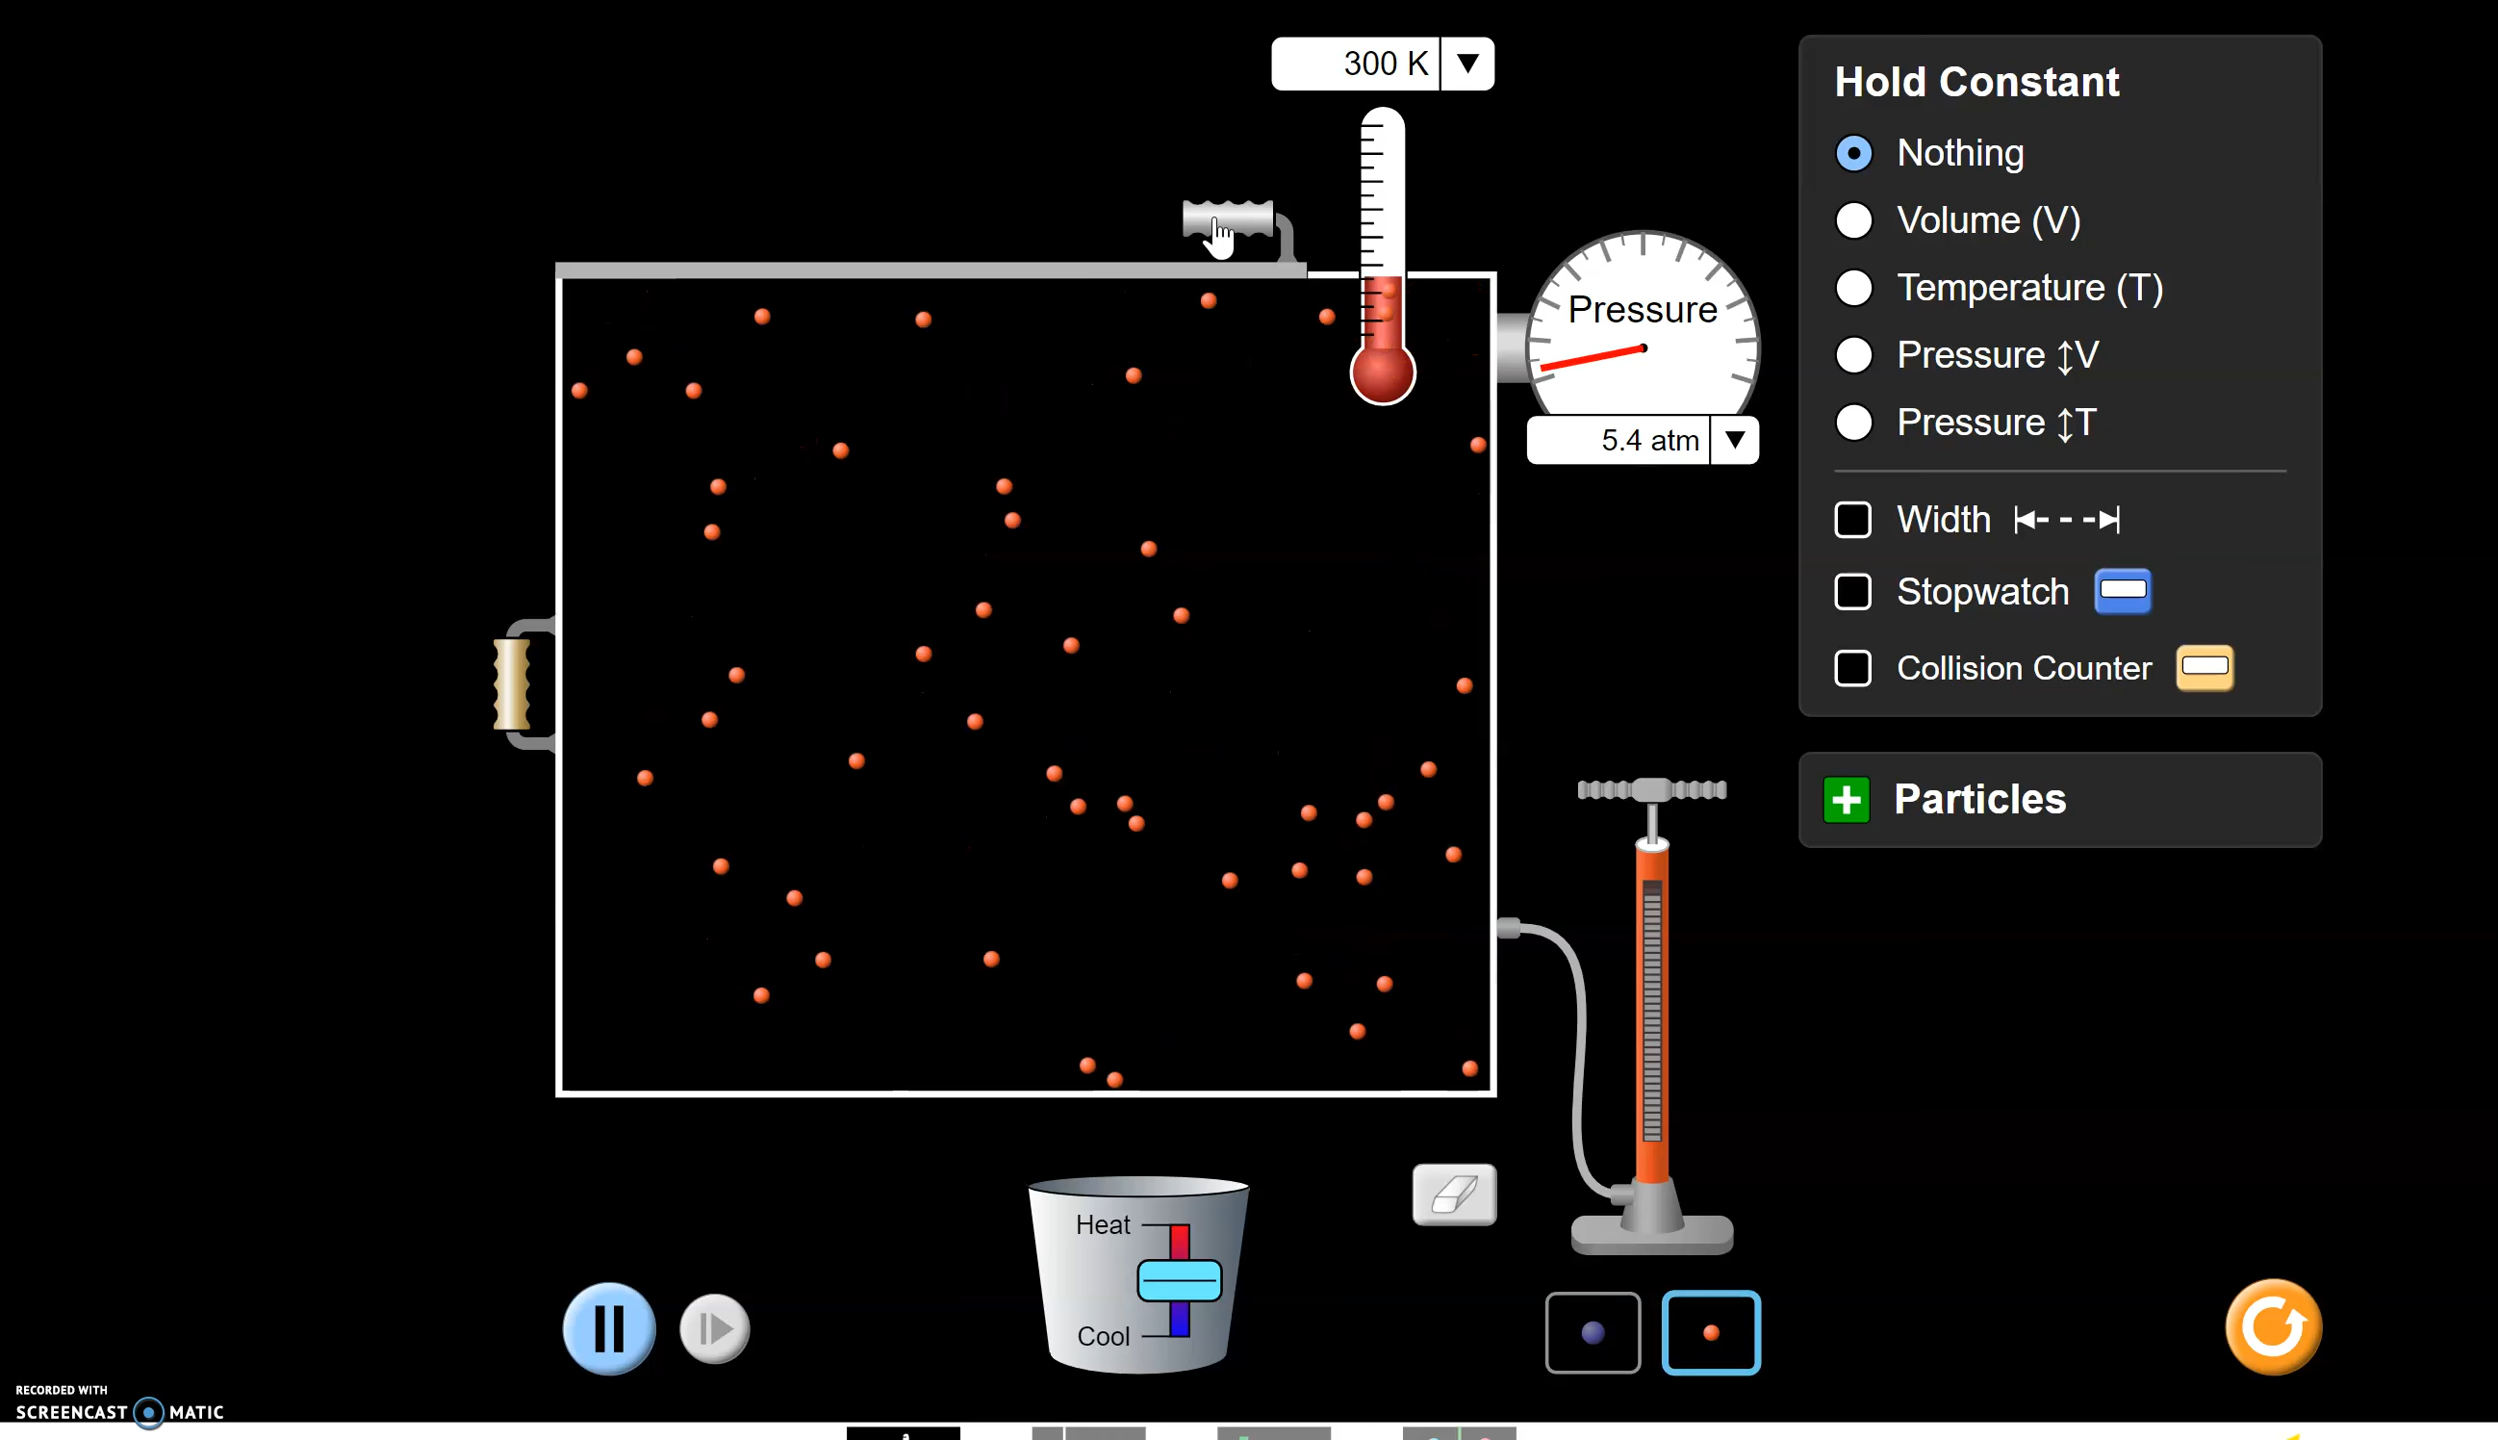 300 K
Hold Constant
Nothing
Volume (V)
Temperature (T)
Pressure ↕V
Pressure ↕T
Pressure
5.4 atm
Width
Stopwatch
Collision Counter
Particles
Heat
Cool
RECORDED WITH
SCREENCAST MATIC